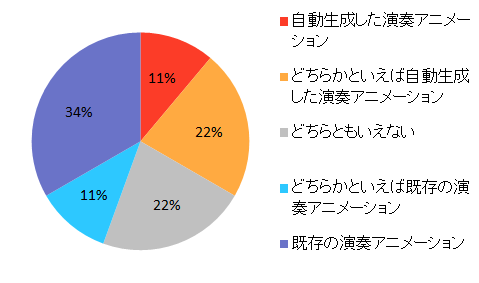 自動生成した演奏アニメー
ション
どちらかといえば自動生成
した演奏アニメーション
どちらともいえない
どちらかといえば既存の演
奏アニメーション
既存の演奏アニメーション
11%
22%
22%
11%
34%